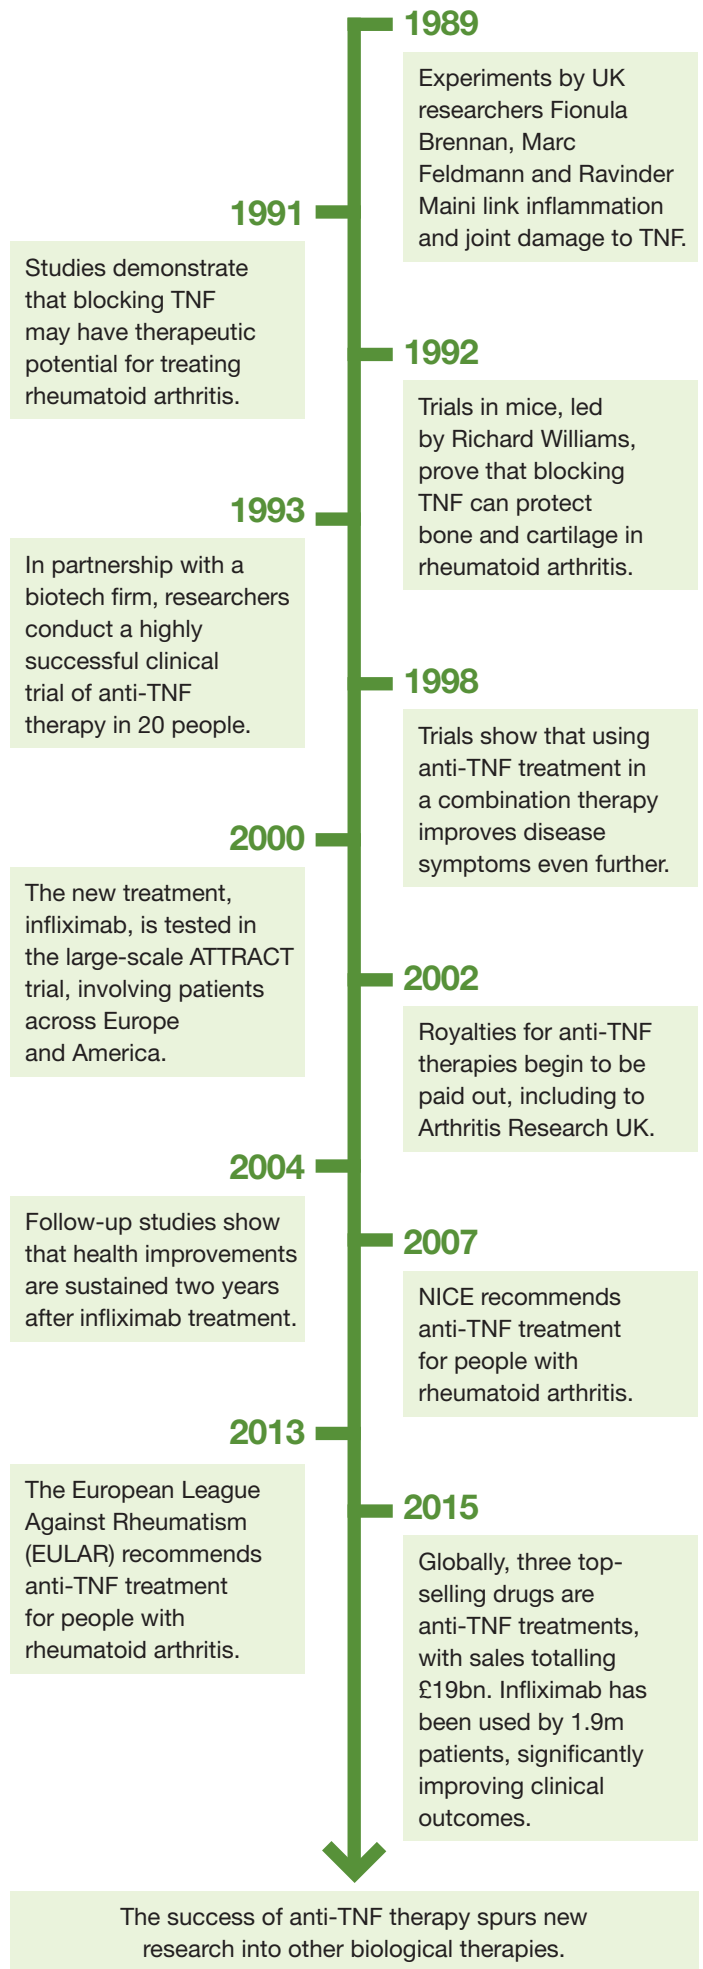 1989
Experiments by UK
researchers Fionula
Brennan, Marc
Feldmann and Ravinder
Maini link inflammation
and joint damage to TNF.
1991
Studies demonstrate
that blocking TNF
may have therapeutic
potential for treating
rheumatoid arthritis.
1992
Trials in mice, led
by Richard Williams,
prove that blocking
TNF can protect
bone and cartilage in
rheumatoid arthritis.
1993
In partnership with a
biotech firm, researchers
conduct a highly
successful clinical
trial of anti-TNF
therapy in 20 people.
1998
Trials show that using
anti-TNF treatment in
a combination therapy
improves disease
symptoms even further.
2000
The new treatment,
infliximab, is tested in
the large-scale ATTRACT
trial, involving patients
across Europe
and America.
2002
Royalties for anti-TNF
therapies begin to be
paid out, including to
Arthritis Research UK.
2004
Follow-up studies show
that health improvements
are sustained two years
after infliximab treatment.
2007
NICE recommends
anti-TNF treatment
for people with
rheumatoid arthritis.
2013
The European League
Against Rheumatism
(EULAR) recommends
anti-TNF treatment
for people with
rheumatoid arthritis.
2015
Globally, three top-
selling drugs are
anti-TNF treatments,
with sales totalling
£19bn. Infliximab has
been used by 1.9m
patients, significantly
improving clinical
outcomes.
The success of anti-TNF therapy spurs new
research into other biological therapies.